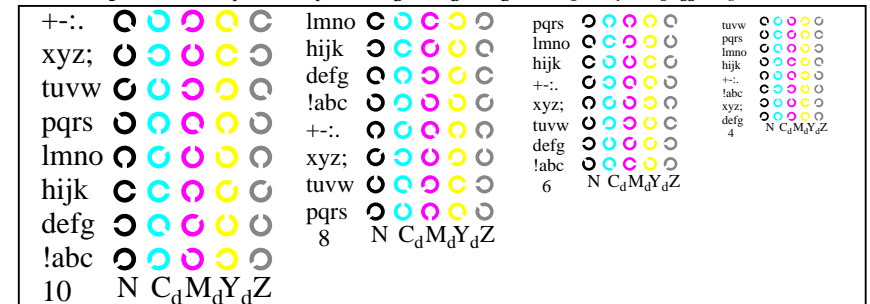 +-:.
xyz;
tuvw
pqrs
lmno
hijk
defg
!abc
10 N CdMdYdZ
lmno
hijk
defg
!abc
+-:.
xyz;
tuvw
pqrs
8 N CdMdYdZ
pqrs
lmno
hijk
+-:.
xyz;
tuvw
defg
!abc
6 N CdMdYdZ
tuvw
pqrs
lmno
hijk
+-:.
!abc
xyz;
defg
4 N CdMdYdZ